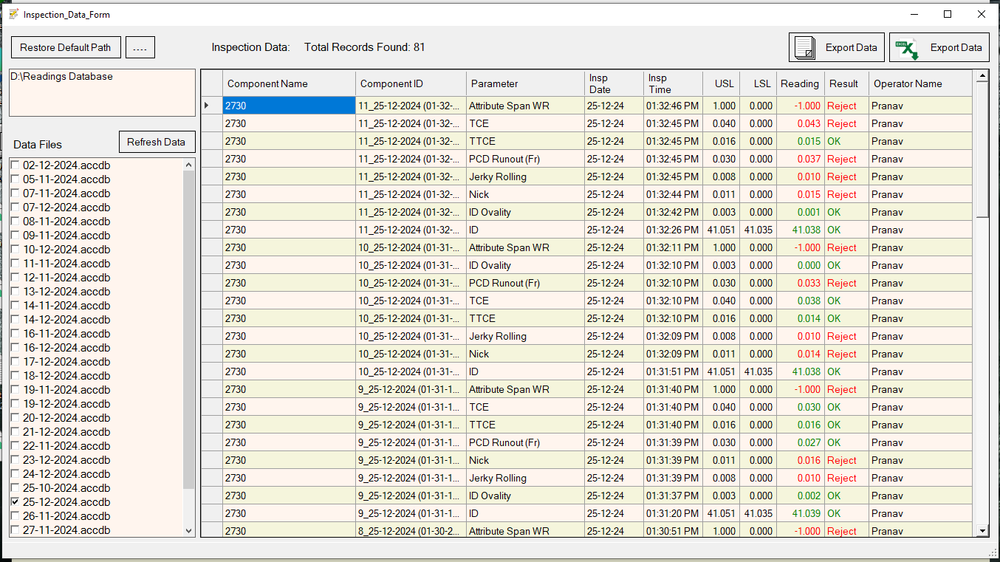 Inspection_Data_Form
Restore Default Path
....
Inspection Data: Total Records Found: 81
Export Data
EXCEL
X
Export Data
D:\Readings Database
Data Files
Refresh Data
02-12-2024.accdb
05-11-2024.accdb
07-11-2024.accdb
07-12-2024.accdb
08-11-2024.accdb
09-11-2024.accdb
10-12-2024.accdb
11-11-2024.accdb
12-11-2024.accdb
13-12-2024.accdb
14-11-2024.accdb
14-12-2024.accdb
16-11-2024.accdb
16-12-2024.accdb
17-12-2024.accdb
18-12-2024.accdb
19-11-2024.accdb
19-12-2024.accdb
20-12-2024.accdb
21-12-2024.accdb
22-11-2024.accdb
23-12-2024.accdb
24-12-2024.accdb
25-10-2024.accdb
25-12-2024.accdb
26-11-2024.accdb
27-11-2024.accdb
Component Name Component ID Parameter Insp Date Insp Time USL LSL Reading Result Operator Name
2730 11_25-12-2024 (01-32-... Attribute Span WR 25-12-24 01:32:46 PM 1.000 0.000 -1.000 Reject Pranav
2730 11_25-12-2024 (01-32-... TCE 25-12-24 01:32:45 PM 0.040 0.000 0.043 Reject Pranav
2730 11_25-12-2024 (01-32-... TTCE 25-12-24 01:32:45 PM 0.016 0.000 0.015 OK Pranav
2730 11_25-12-2024 (01-32-... PCD Runout (Fr) 25-12-24 01:32:45 PM 0.030 0.000 0.037 Reject Pranav
2730 11_25-12-2024 (01-32-... Jerky Rolling 25-12-24 01:32:45 PM 0.008 0.000 0.010 Reject Pranav
2730 11_25-12-2024 (01-32-... Nick 25-12-24 01:32:44 PM 0.011 0.000 0.015 Reject Pranav
2730 11_25-12-2024 (01-32-... ID Ovality 25-12-24 01:32:42 PM 0.003 0.000 0.001 OK Pranav
2730 11_25-12-2024 (01-32-... ID 25-12-24 01:32:26 PM 41.051 41.035 41.038 OK Pranav
2730 10_25-12-2024 (01-31-... Attribute Span WR 25-12-24 01:32:11 PM 1.000 0.000 -1.000 Reject Pranav
2730 10_25-12-2024 (01-31-... ID Ovality 25-12-24 01:32:10 PM 0.003 0.000 0.000 OK Pranav
2730 10_25-12-2024 (01-31-... PCD Runout (Fr) 25-12-24 01:32:10 PM 0.030 0.000 0.033 Reject Pranav
2730 10_25-12-2024 (01-31-... TCE 25-12-24 01:32:10 PM 0.040 0.000 0.038 OK Pranav
2730 10_25-12-2024 (01-31-... TTCE 25-12-24 01:32:10 PM 0.016 0.000 0.014 OK Pranav
2730 10_25-12-2024 (01-31-... Jerky Rolling 25-12-24 01:32:09 PM 0.008 0.000 0.010 Reject Pranav
2730 10_25-12-2024 (01-31-... Nick 25-12-24 01:32:09 PM 0.011 0.000 0.014 Reject Pranav
2730 10_25-12-2024 (01-31-... ID 25-12-24 01:31:51 PM 41.051 41.035 41.038 OK Pranav
2730 9_25-12-2024 (01-31-1... Attribute Span WR 25-12-24 01:31:40 PM 1.000 0.000 -1.000 Reject Pranav
2730 9_25-12-2024 (01-31-1... TCE 25-12-24 01:31:40 PM 0.040 0.000 0.030 OK Pranav
2730 9_25-12-2024 (01-31-1... TTCE 25-12-24 01:31:40 PM 0.016 0.000 0.016 OK Pranav
2730 9_25-12-2024 (01-31-1... PCD Runout (Fr) 25-12-24 01:31:39 PM 0.030 0.000 0.027 OK Pranav
2730 9_25-12-2024 (01-31-1... Nick 25-12-24 01:31:39 PM 0.011 0.000 0.016 Reject Pranav
2730 9_25-12-2024 (01-31-1... Jerky Rolling 25-12-24 01:31:39 PM 0.008 0.000 0.010 Reject Pranav
2730 9_25-12-2024 (01-31-1... ID Ovality 25-12-24 01:31:37 PM 0.003 0.000 0.002 OK Pranav
2730 9_25-12-2024 (01-31-1... ID 25-12-24 01:31:20 PM 41.051 41.035 41.039 OK Pranav
2730 8_25-12-2024 (01-30-2... Attribute Span WR 25-12-24 01:30:51 PM 1.000 0.000 -1.000 Reject Pranav